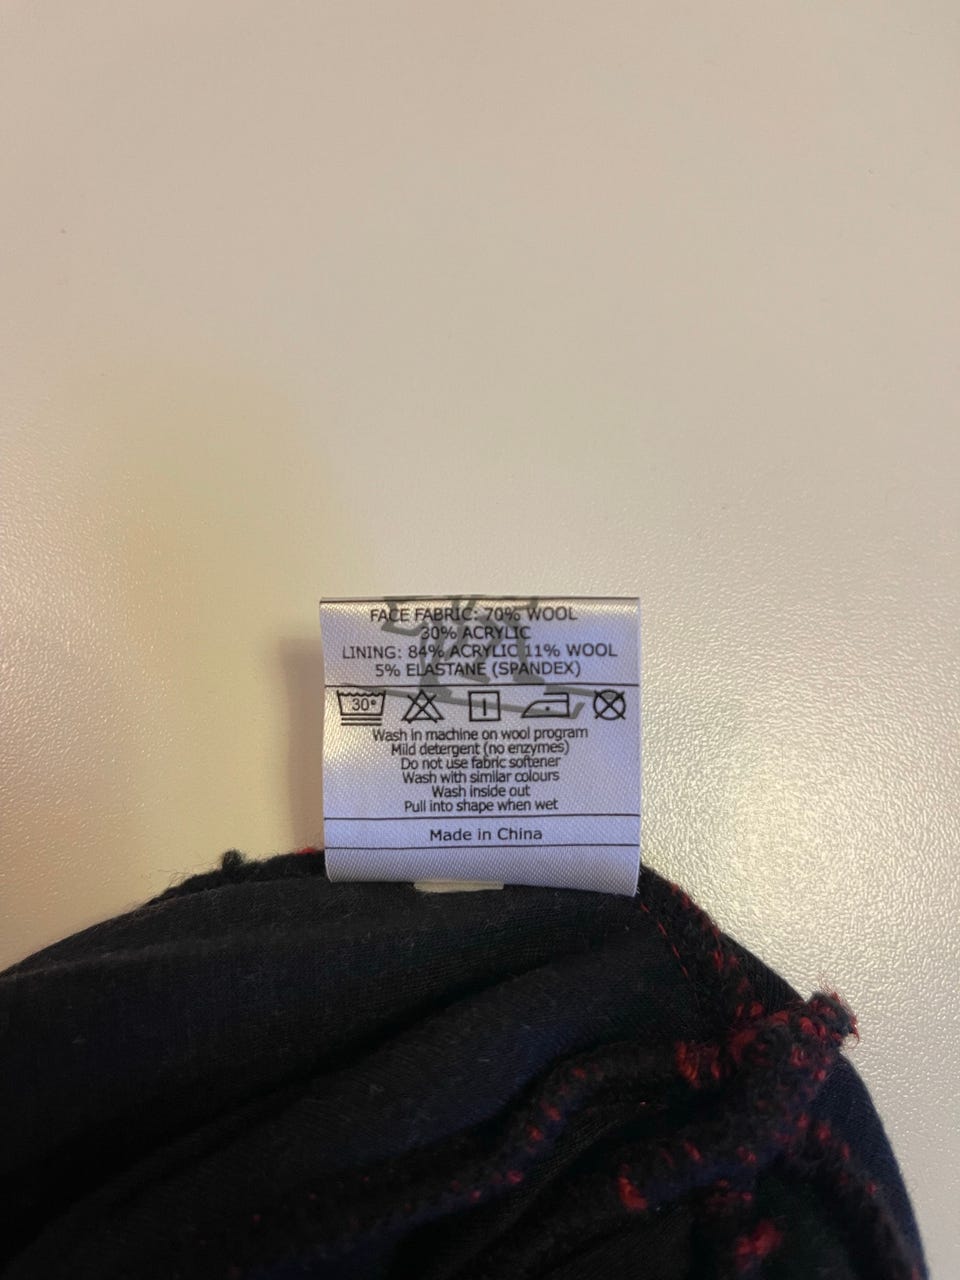 FACE FABRIC: 70% WOOL
30% ACRYLIC
LINING: 84% ACRYLIC 11% WOOL
5% ELASTANE (SPANDEX)
30°
Wash in machine on wool program
Mild detergent (no enzymes)
Do not use fabric softener
Wash with similar colours
Wash inside out
Pull into shape when wet
Made in China